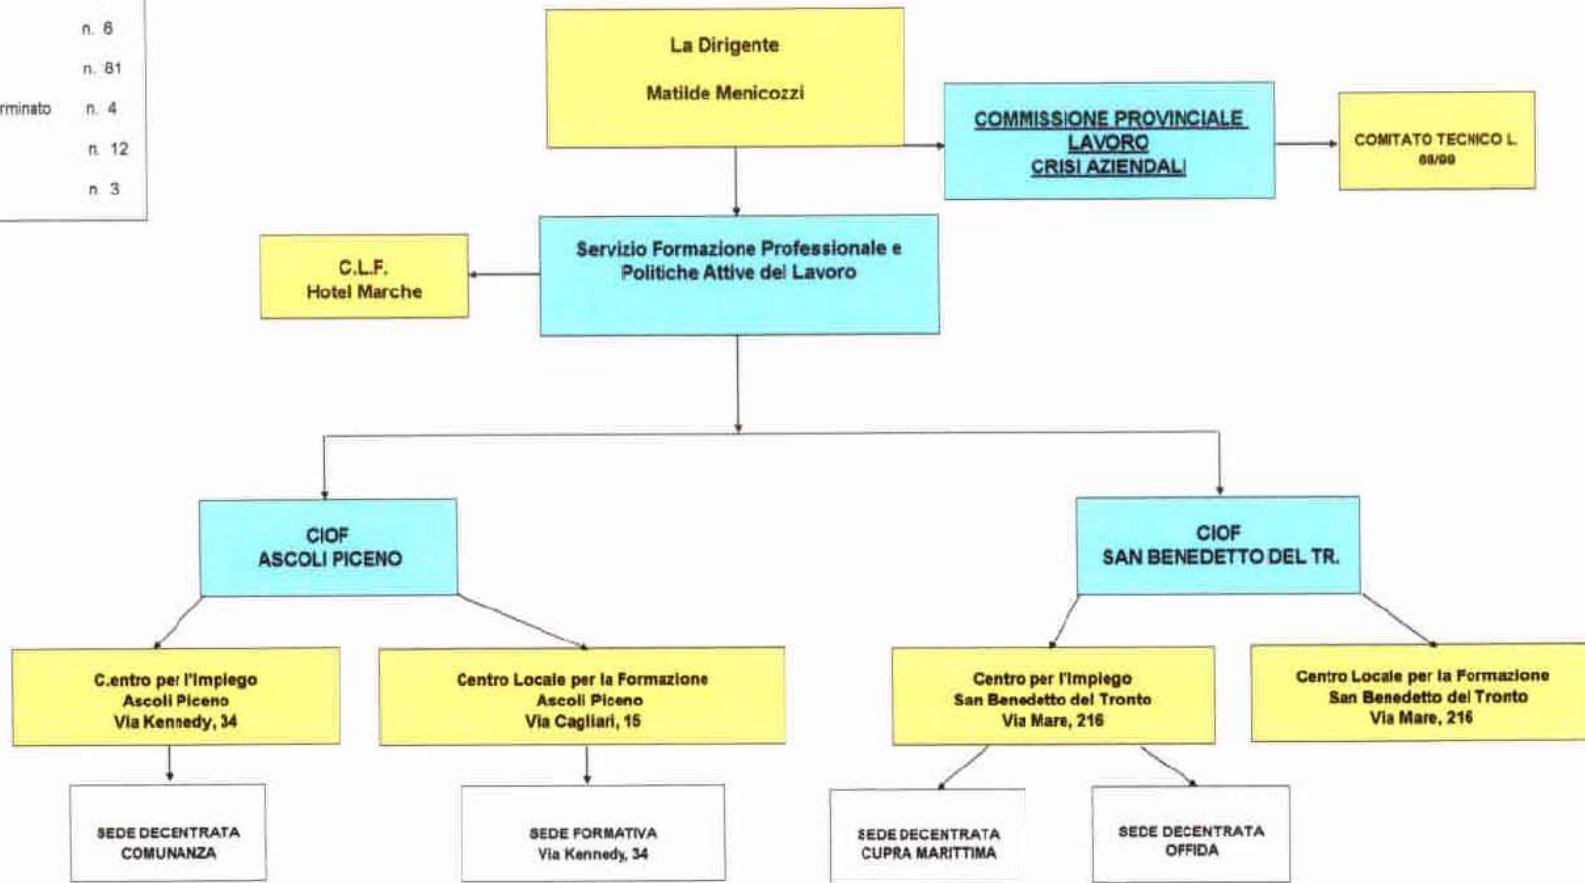 n. 6
n. 81
rminato n. 4
n. 12
n. 3
La Dirigente
Matilde Menicozzi
COMMISSIONE PROVINCIALE
LAVORO
CRISI AZIENDALI
COMITATO TECNICO L.
68/99
Servizio Formazione Professionale e
Politiche Attive del Lavoro
C.L.F.
Hotel Marche
CIOF
ASCOLI PICENO
CIOF
SAN BENEDETTO DEL TR.
C.entro per l'Impiego
Ascoli Piceno
Via Kennedy, 34
Centro Locale per la Formazione
Ascoli Piceno
Via Cagliari, 15
Centro per l'Impiego
San Benedetto del Tronto
Via Mare, 216
Centro Locale per la Formazione
San Benedetto del Tronto
Via Mare, 216
SEDE DECENTRATA
COMUNANZA
SEDE FORMATIVA
Via Kennedy, 34
SEDE DECENTRATA
CUPRA MARITTIMA
SEDE DECENTRATA
OFFIDA